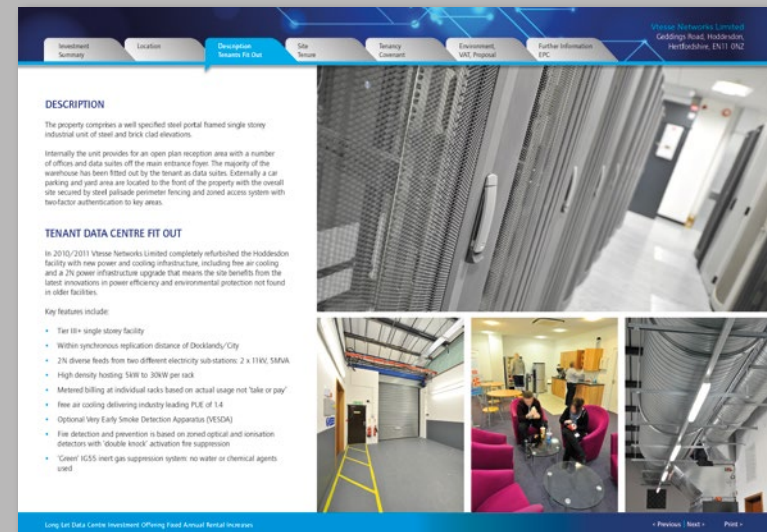 Vtesse Networks Limited
Geddings Road, Hoddesdon,
Hertfordshire, EN11 0NZ
Investment
Summary
Location
Description
Tenants Fit Out
Site
Tenure
Tenancy
Covenant
Environment,
VAT, Proposal
Further Information
EPC
DESCRIPTION
The property comprises a well specified steel portal framed single storey
industrial unit of steel and brick clad elevations.
Internally the unit provides for an open plan reception area with a number
of offices and data suites off the main entrance foyer. The majority of the
warehouse has been fitted out by the tenant as data suites. Externally a car
parking and yard area are located to the front of the property with the overall
site secured by steel palisade perimeter fencing and zoned access system with
two-factor authentication to key areas.
TENANT DATA CENTRE FIT OUT
In 2010/2011 Vtesse Networks Limited completely refurbished the Hoddesdon
facility with new power and cooling infrastructure, including free air cooling
and a 2N power infrastructure upgrade that means the site benefits from the
latest innovations in power efficiency and environmental protection not found
in older facilities.
Key features include:
• Tier III+ single storey facility
• Within synchronous replication distance of Docklands/City
• 2N diverse feeds from two different electricity sub-stations: 2 x 11kV, 5MVA
• High density hosting: 5kW to 30kW per rack
• Metered billing at individual racks based on actual usage not 'take or pay'
• Free air cooling delivering industry leading PUE of 1.4
• Optional Very Early Smoke Detection Apparatus (VESDA)
• Fire detection and prevention is based on zoned optical and ionisation
detectors with 'double knock' activation fire suppression
• 'Green' IG55 inert gas suppression system: no water or chemical agents
used
Long Let Data Centre Investment Offering Fixed Annual Rental Increases
‹ Previous | Next › Print ›